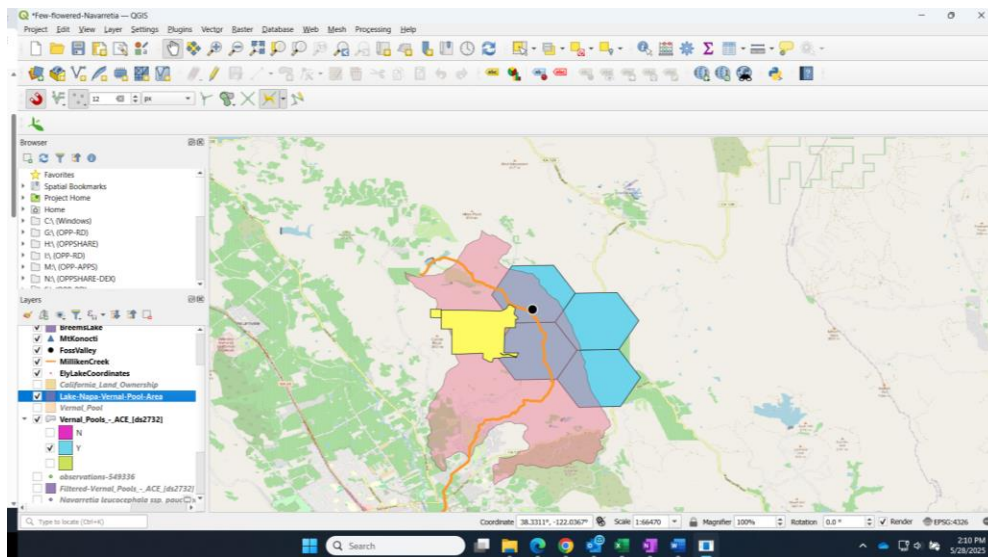 *Few-flowered-Navarretia — QGIS
Project Edit View Layer Settings Plugins Vector Raster Database Web Mesh Processing Help
12 px
Browser
Favorites
Spatial Bookmarks
Project Home
Home
C:\ (Windows)
G:\ (OPP-RD)
H:\ (OPPSHARE)
I:\ (OPP-RD)
M:\ (OPP-APPS)
N:\ (OPPSHARE-DEX)
Layers
BreemsLake
MtKonocti
FossValley
MillikenCreek
ElyLakeCoordinates
California_Land_Ownership
Lake-Napa-Vernal-Pool-Area
Vernal_Pool
Vernal_Pools_-_ACE_[ds2732]
N
Y
observations-549336
Filtered-Vernal_Pools_-_ACE_[ds2732]
Navarretia leucocephala ssp.
Type to locate (Ctrl+K)
Coordinate 38.3311°, -122.0367° Scale 1:66470 Magnifier 100% Rotation 0.0 ° Render EPSG:4326
Search
2:10 PM
5/28/2025